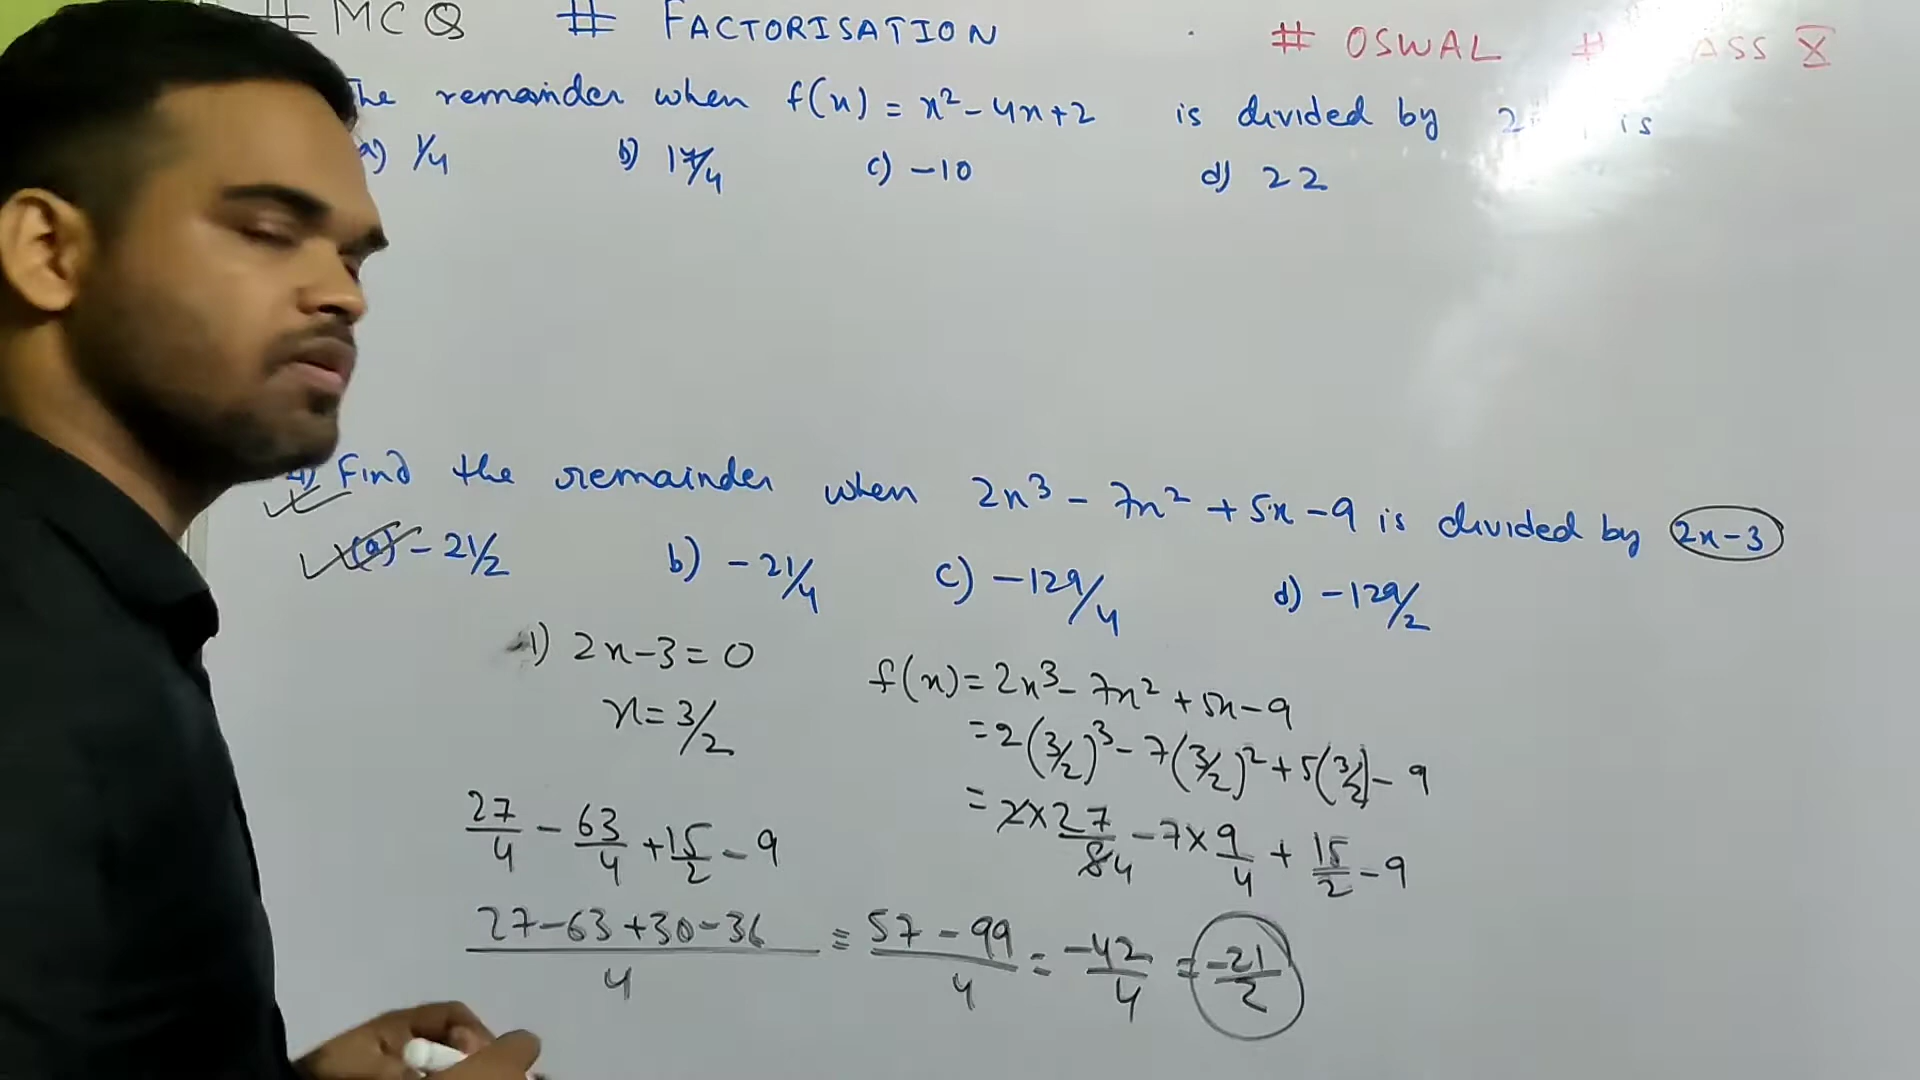 # MCQ # FACTORISATION # OSWAL # ASS X
The remainder when f(x) = x² - 4x + 2 is divided by 2 is
a) 1/4 b) 17/4 c) -10 d) 22
4) Find the remainder when 2x³ - 7x² + 5x - 9 is divided by 2x-3
(a) - 21/2 b) - 21/4 c) - 129/4 d) - 129/2
1) 2x - 3 = 0
x = 3/2
f(x) = 2x³ - 7x² + 5x - 9
= 2(3/2)³ - 7(3/2)² + 5(3/2) - 9
= 2 × 27/8 4 - 7 × 9/4 + 15/2 - 9
27/4 - 63/4 + 15/2 - 9
27 - 63 + 30 - 36 / 4 = 57 - 99 / 4 = -42/4 = -21/2